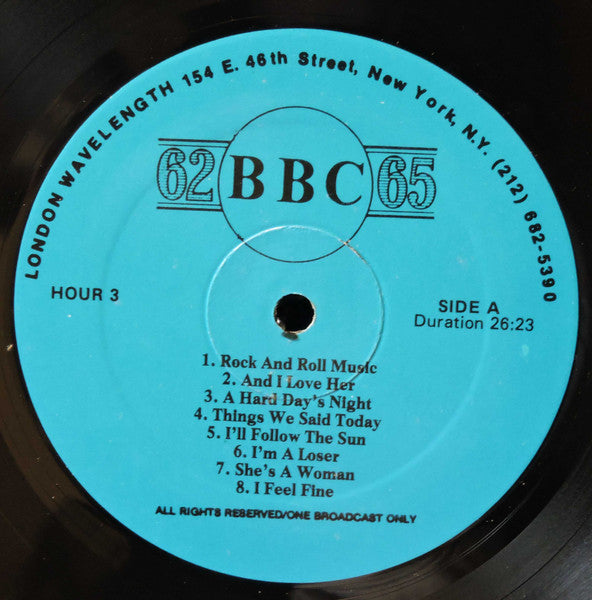 LONDON WAVELENGTH 154 E. 46th Street, New York, N.Y. (212) 682-5390
62 BBC 65
HOUR 3
SIDE A
Duration 26:23
1. Rock And Roll Music
2. And I Love Her
3. A Hard Day's Night
4. Things We Said Today
5. I'll Follow The Sun
6. I'm A Loser
7. She's A Woman
8. I Feel Fine
ALL RIGHTS RESERVED/ONE BROADCAST ONLY